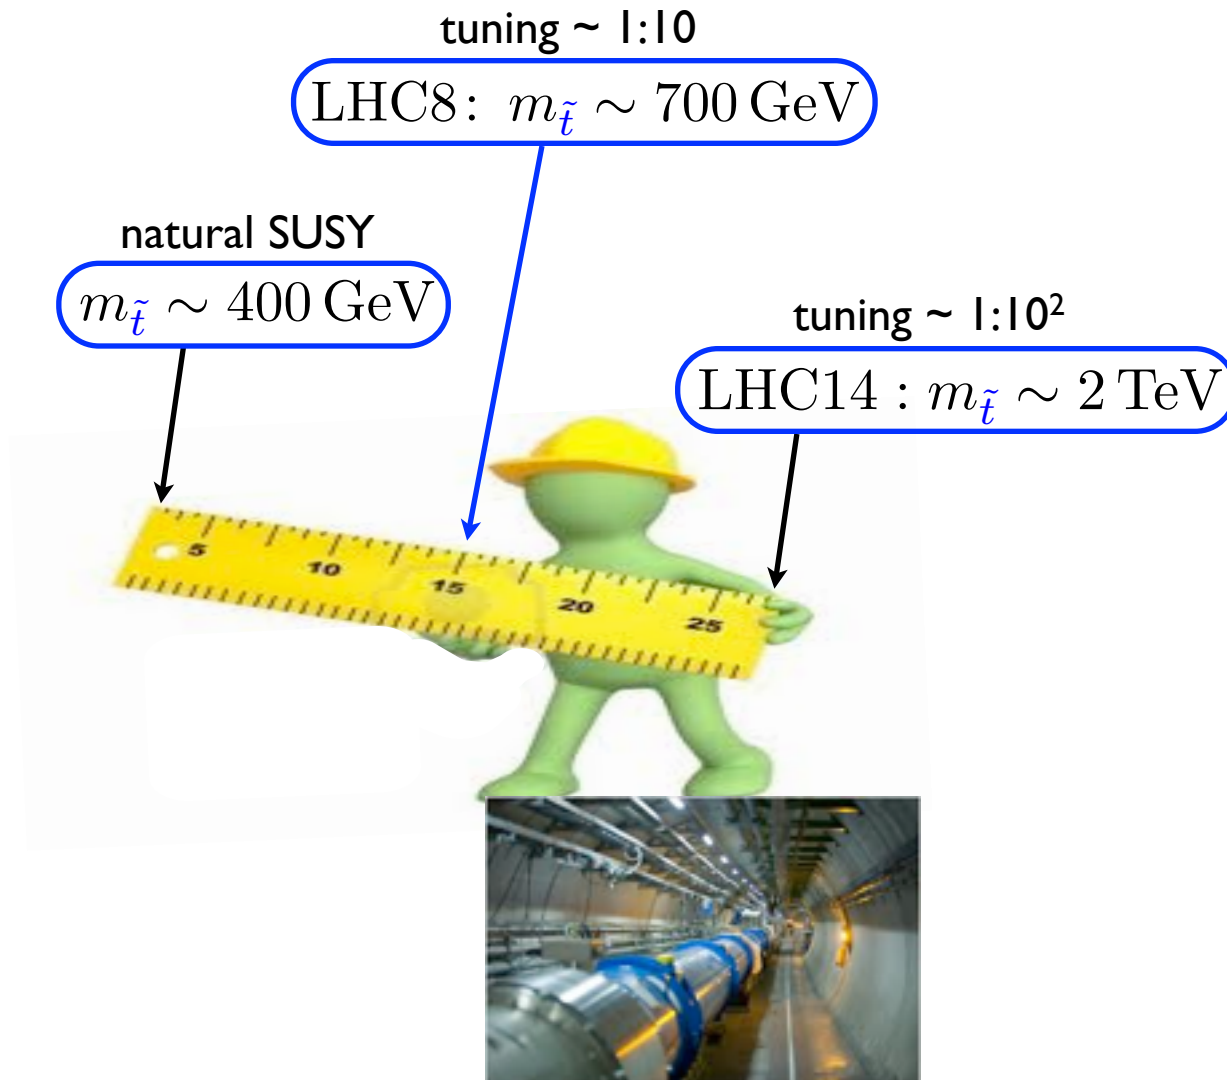 tuning ~ 1:10
LHC8: m_t̃ ~ 700 GeV
natural SUSY
m_t̃ ~ 400 GeV
tuning ~ 1:10²
LHC14 : m_t̃ ~ 2 TeV
5 10 15 20 25